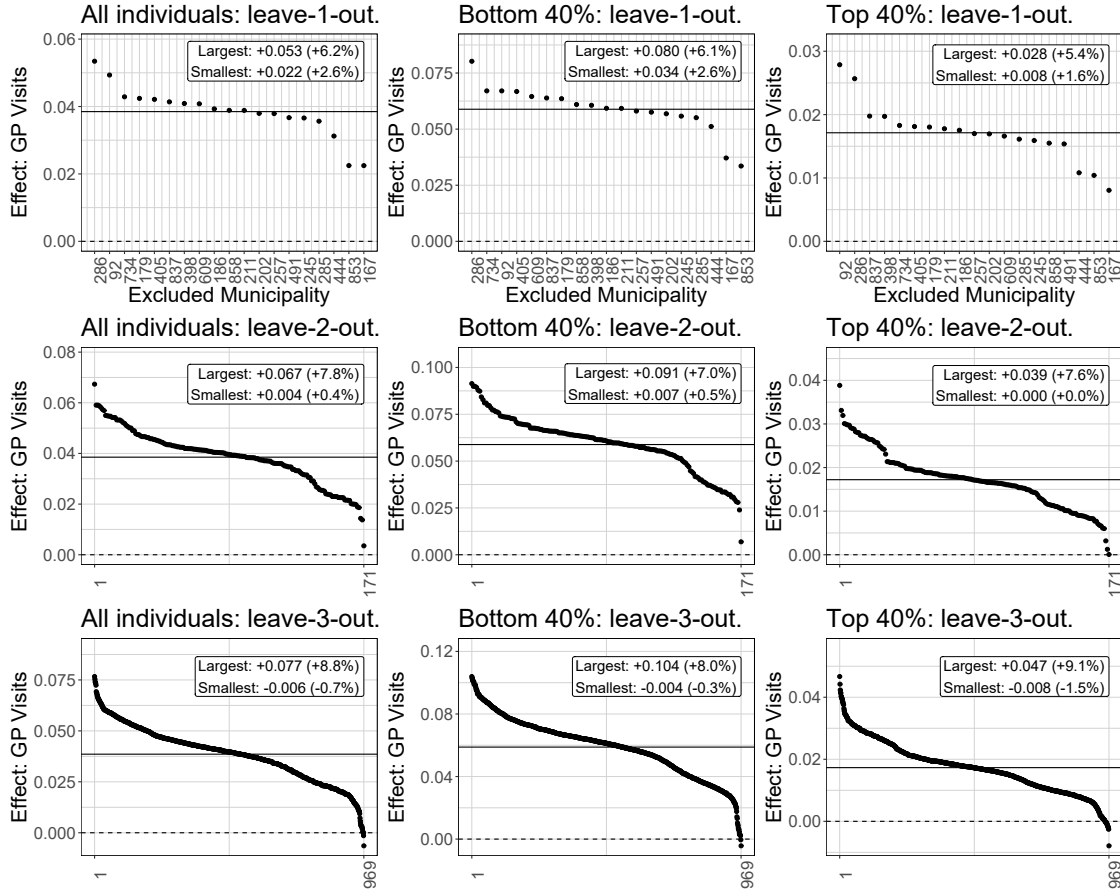 All individuals: leave-1-out.
Effect: GP Visits
0.06
0.04
0.02
0.00
Largest: +0.053 (+6.2%)
Smallest: +0.022 (+2.6%)
286 92 734 179 405 837 398 609 186 858 211 202 257 491 245 285 444 853 167
Excluded Municipality
Bottom 40%: leave-1-out.
Effect: GP Visits
0.075
0.050
0.025
0.000
Largest: +0.080 (+6.1%)
Smallest: +0.034 (+2.6%)
286 734 92 405 609 837 179 858 398 186 211 257 491 202 245 285 444 167 853
Excluded Municipality
Top 40%: leave-1-out.
Effect: GP Visits
0.03
0.02
0.01
0.00
Largest: +0.028 (+5.4%)
Smallest: +0.008 (+1.6%)
92 286 837 398 734 405 179 211 186 257 202 609 285 245 858 491 444 853 167
Excluded Municipality
All individuals: leave-2-out.
Effect: GP Visits
0.08
0.06
0.04
0.02
0.00
Largest: +0.067 (+7.8%)
Smallest: +0.004 (+0.4%)
1 171
Bottom 40%: leave-2-out.
Effect: GP Visits
0.100
0.075
0.050
0.025
0.000
Largest: +0.091 (+7.0%)
Smallest: +0.007 (+0.5%)
1 171
Top 40%: leave-2-out.
Effect: GP Visits
0.04
0.03
0.02
0.01
0.00
Largest: +0.039 (+7.6%)
Smallest: +0.000 (+0.0%)
1 171
All individuals: leave-3-out.
Effect: GP Visits
0.075
0.050
0.025
0.000
Largest: +0.077 (+8.8%)
Smallest: -0.006 (-0.7%)
1 969
Bottom 40%: leave-3-out.
Effect: GP Visits
0.12
0.08
0.04
0.00
Largest: +0.104 (+8.0%)
Smallest: -0.004 (-0.3%)
1 969
Top 40%: leave-3-out.
Effect: GP Visits
0.04
0.02
0.00
Largest: +0.047 (+9.1%)
Smallest: -0.008 (-1.5%)
1 969